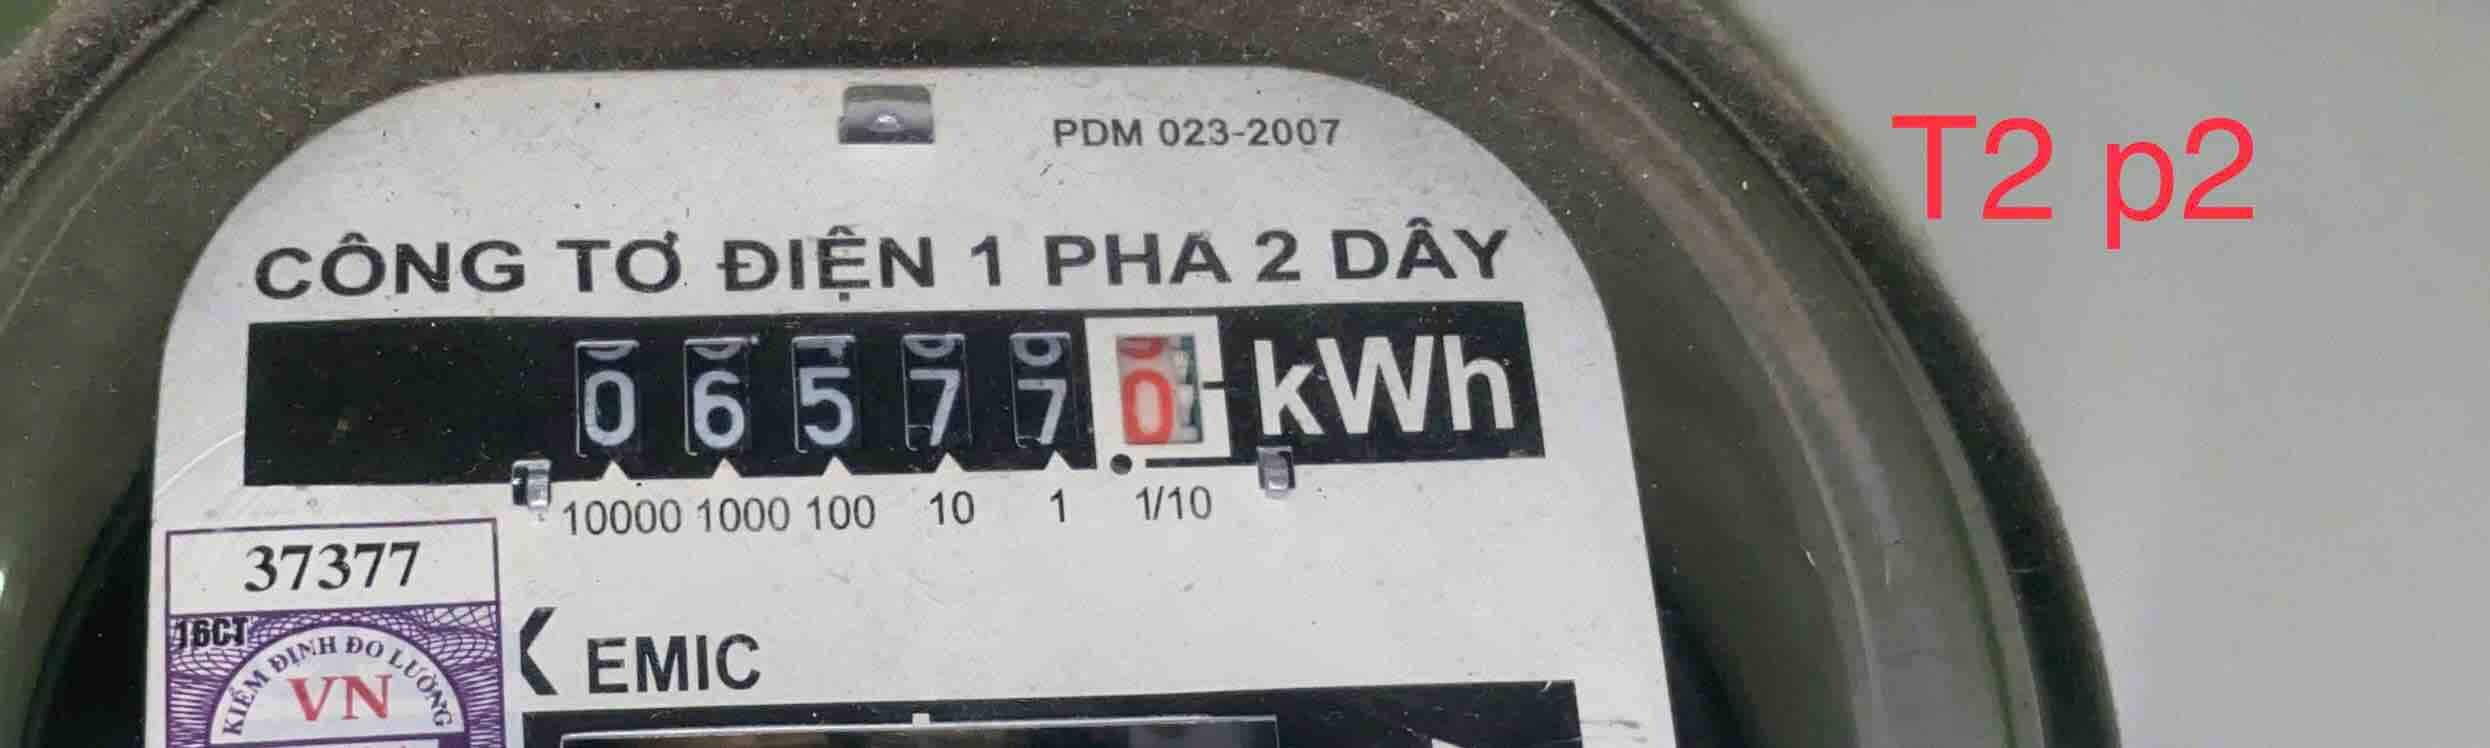 T2 p2
PDM 023-2007
CÔNG TƠ ĐIỆN 1 PHA 2 DÂY
0 6 5 7 7 0 kWh
10000 1000 100 10 1 1/10
37377
16CT
KIỂM ĐỊNH ĐO LƯỜNG
VN
EMIC